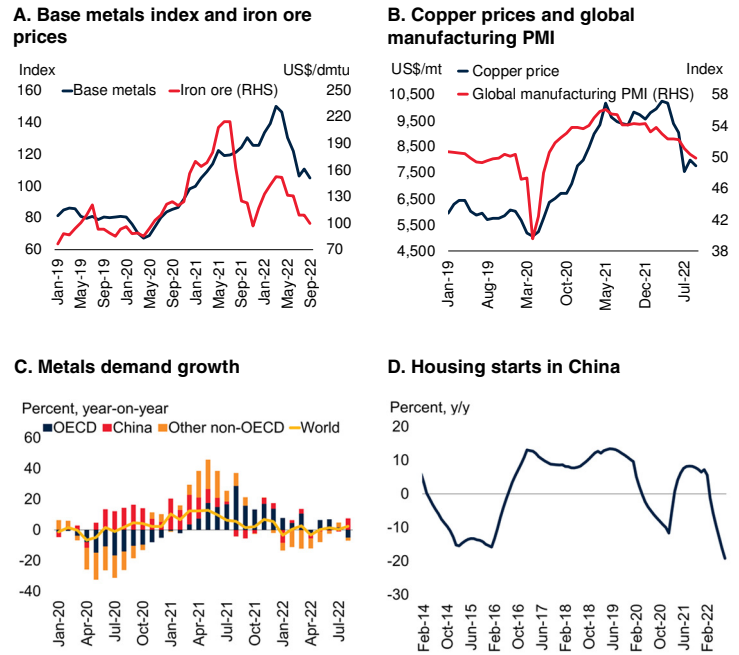 A. Base metals index and iron ore
prices
Index
US$/dmtu
Base metals
Iron ore (RHS)
160
140
120
100
80
60
250
220
190
160
130
100
70
Jan-19
May-19
Sep-19
Jan-20
May-20
Sep-20
Jan-21
May-21
Sep-21
Jan-22
May-22
Sep-22
B. Copper prices and global
manufacturing PMI
US$/mt
Index
Copper price
Global manufacturing PMI (RHS)
10,500
9,500
8,500
7,500
6,500
5,500
4,500
58
54
50
46
42
38
Jan-19
Aug-19
Mar-20
Oct-20
May-21
Dec-21
Jul-22
C. Metals demand growth
Percent, year-on-year
OECD
China
Other non-OECD
World
60
40
20
0
-20
-40
Jan-20
Apr-20
Jul-20
Oct-20
Jan-21
Apr-21
Jul-21
Oct-21
Jan-22
Apr-22
Jul-22
D. Housing starts in China
Percent, y/y
20
10
0
-10
-20
-30
Feb-14
Oct-14
Jun-15
Feb-16
Oct-16
Jun-17
Feb-18
Oct-18
Jun-19
Feb-20
Oct-20
Jun-21
Feb-22